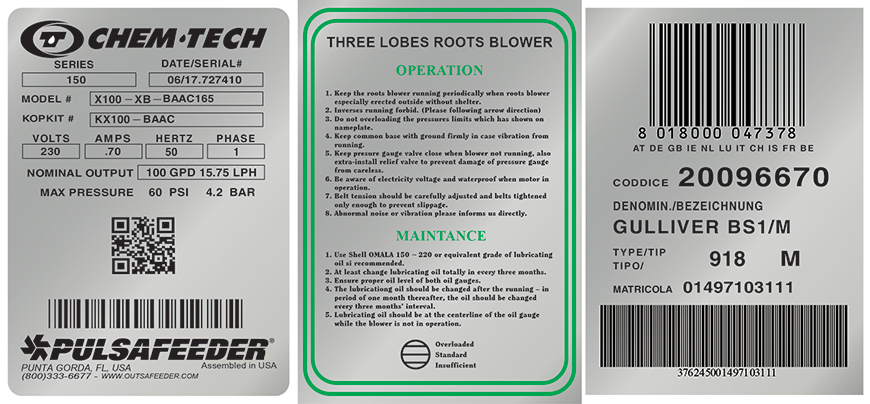 CHEM·TECH
SERIES DATE/SERIAL#
150 06/17.727410
MODEL # X100 – XB – BAAC165
KOPKIT # KX100 – BAAC
VOLTS AMPS HERTZ PHASE
230 .70 50 1
NOMINAL OUTPUT 100 GPD 15.75 LPH
MAX PRESSURE 60 PSI 4.2 BAR
PULSAFEEDER®
PUNTA GORDA, FL, USA Assembled in USA
(800)333-6677 - WWW.OUTSAFEEDER.COM
THREE LOBES ROOTS BLOWER
OPERATION
1. Keep the roots blower running periodically when roots blower
especially erected outside without shelter.
2. Inverses running forbid. (Please following arrow direction)
3. Do not overloading the pressures limits which has shown on
nameplate.
4. Keep common base with ground firmly in case vibration from
running.
5. Keep presure gauge valve close when blower not running, also
extra-install relief valve to prevent damage of pressure gauge
from careless.
6. Be aware of electricity voltage and waterproof when motor in
operation.
7. Belt tension should be carefully adjusted and belts tightened
only enough to prevent slippage.
8. Abnormal noise or vibration please informs us directly.
MAINTANCE
1. Use Shell OMALA 150 – 220 or equivalent grade of lubricating
oil si recommended.
2. At least change lubricating oil totally in every three months.
3. Ensure proper oil level of both oil gauges.
4. The lubricationg oil should be changed after the running – in
period of one month thereafter, the oil should be changed
every three months' interval.
5. Lubricating oil should be at the centerline of the oil gauge
while the blower is not in operation.
Overloaded
Standard
Insufficient
8 018000 047378
AT DE GB IE NL LU IT CH IS FR BE
CODDICE 20096670
DENOMIN./BEZEICHNUNG
GULLIVER BS1/M
TYPE/TIP
TIPO/ 918 M
MATRICOLA 01497103111
376245001497103111